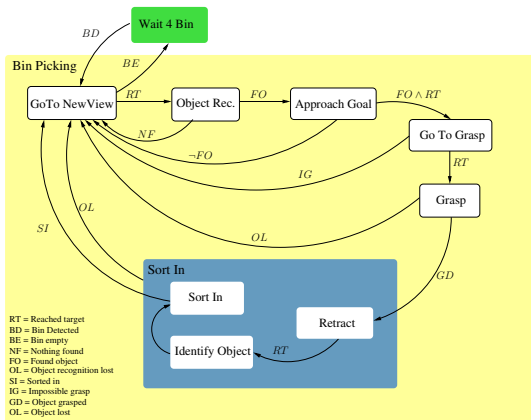 Wait 4 Bin
BD
BE
Bin Picking
GoTo NewView
RT
Object Rec.
FO
Approach Goal
FO ∧ RT
Go To Grasp
NF
¬FO
IG
RT
Grasp
OL
SI
OL
GD
Sort In
Sort In
Retract
Identify Object
RT
RT = Reached target
BD = Bin Detected
BE = Bin empty
NF = Nothing found
FO = Found object
OL = Object recognition lost
SI = Sorted in
IG = Impossible grasp
GD = Object grasped
OL = Object lost